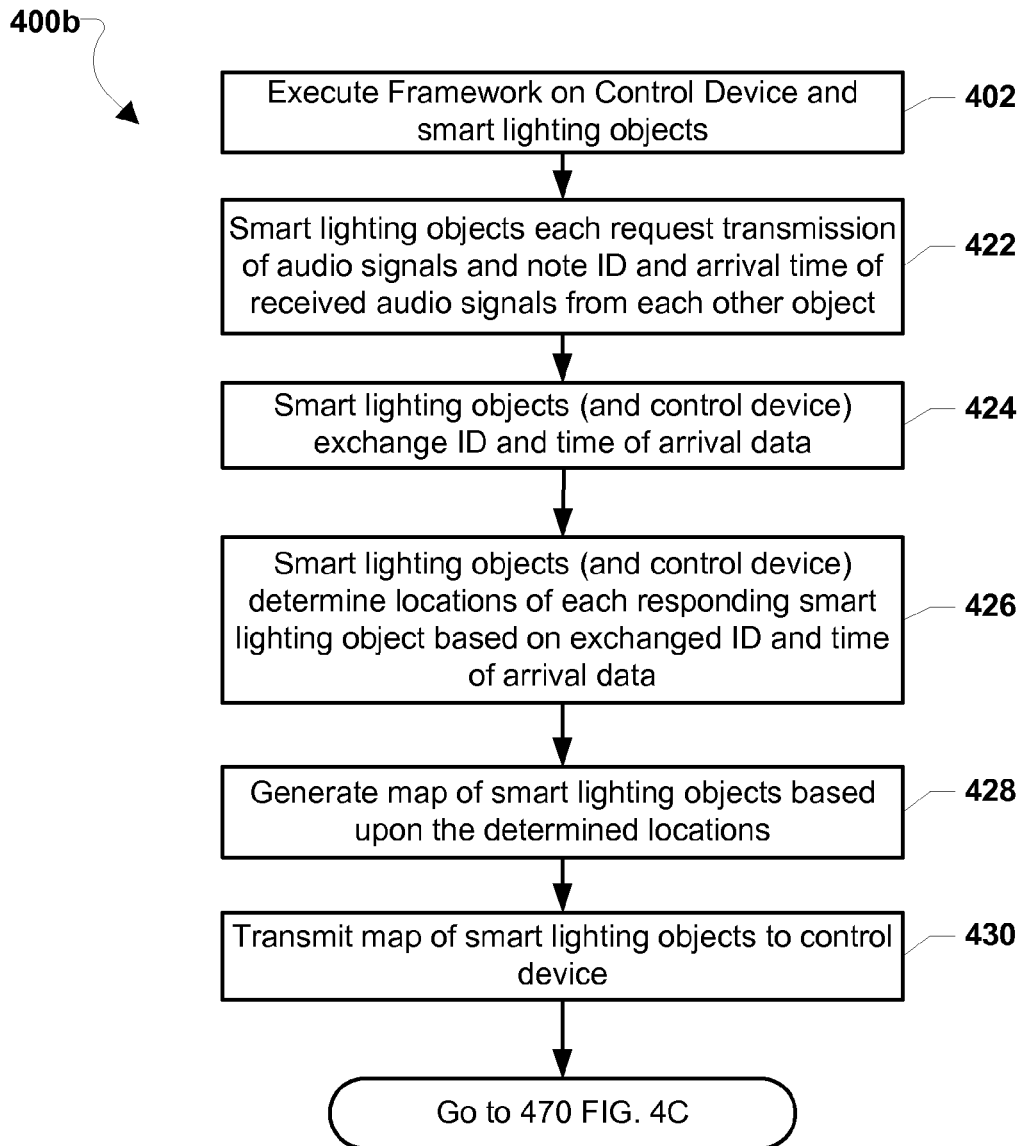 400b
Execute Framework on Control Device and
smart lighting objects
402
Smart lighting objects each request transmission
of audio signals and note ID and arrival time of
received audio signals from each other object
422
Smart lighting objects (and control device)
exchange ID and time of arrival data
424
Smart lighting objects (and control device)
determine locations of each responding smart
lighting object based on exchanged ID and time
of arrival data
426
Generate map of smart lighting objects based
upon the determined locations
428
Transmit map of smart lighting objects to control
device
430
Go to 470 FIG. 4C